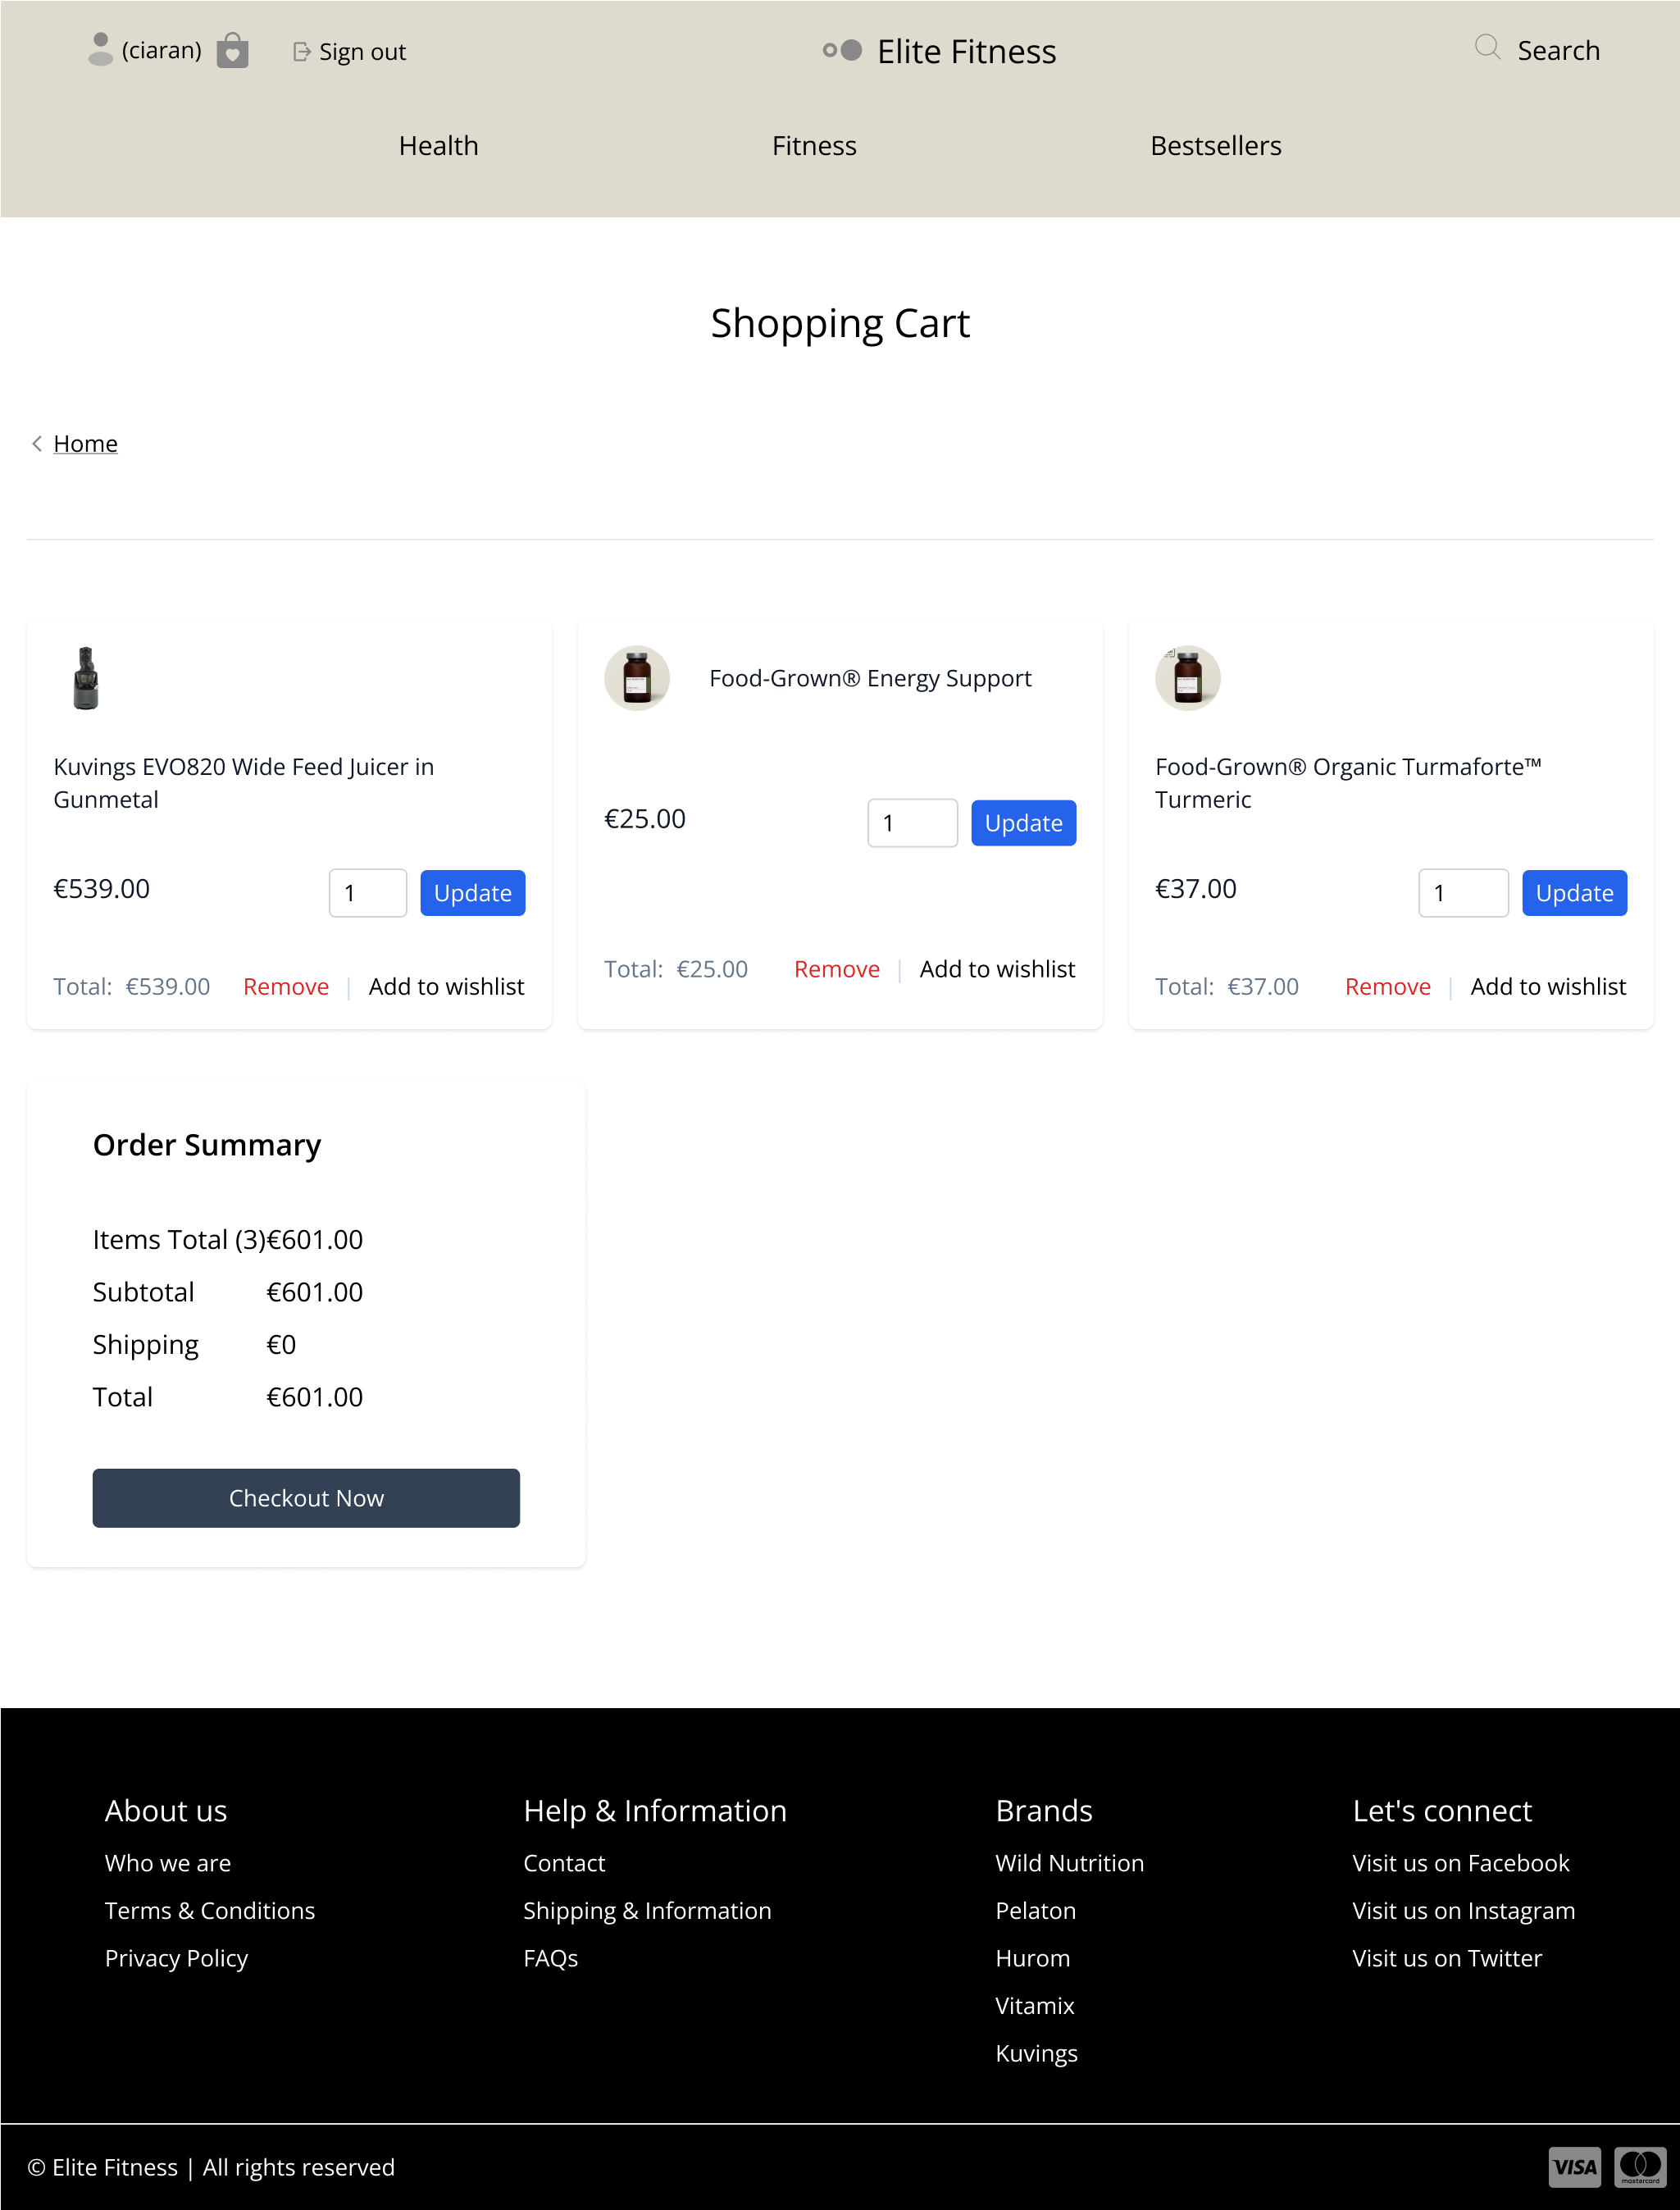 (ciaran)
Sign out
Elite Fitness
Search
Health
Fitness
Bestsellers
Shopping Cart
Home
Kuvings EVO820 Wide Feed Juicer in
Gunmetal
€539.00
1
Update
Total: €539.00
Remove | Add to wishlist
Food-Grown® Energy Support
€25.00
1
Update
Total: €25.00
Remove | Add to wishlist
Food-Grown® Organic Turmaforte™
Turmeric
€37.00
1
Update
Total: €37.00
Remove | Add to wishlist
Order Summary
Items Total (3)€601.00
Subtotal €601.00
Shipping €0
Total €601.00
Checkout Now
About us
Who we are
Terms & Conditions
Privacy Policy
Help & Information
Contact
Shipping & Information
FAQs
Brands
Wild Nutrition
Pelaton
Hurom
Vitamix
Kuvings
Let's connect
Visit us on Facebook
Visit us on Instagram
Visit us on Twitter
© Elite Fitness | All rights reserved
VISA
mastercard